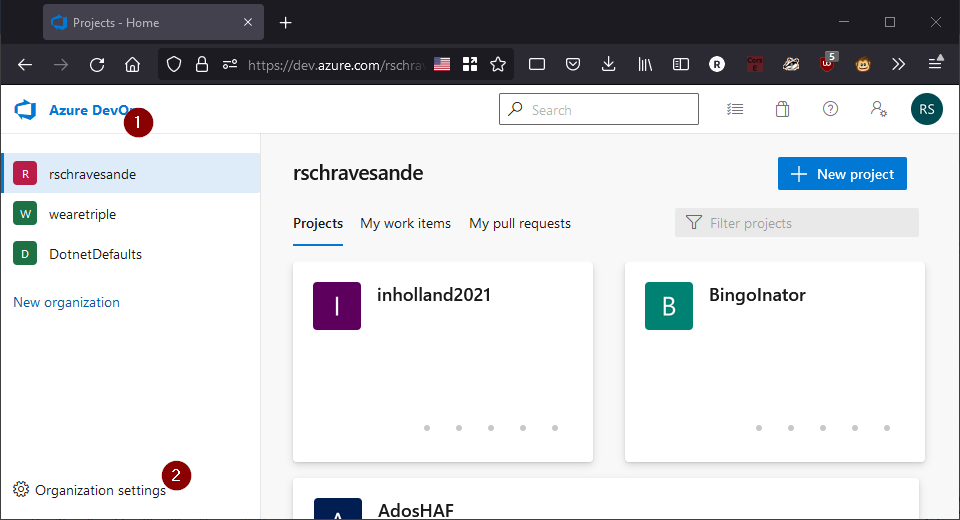 Projects - Home
https://dev.azure.com/rschrav
R
Core
E
5
Azure DevO
1
Search
RS
R rschravesande
W wearetriple
D DotnetDefaults
New organization
Organization settings
2
rschravesande
New project
Projects My work items My pull requests
Filter projects
I inholland2021
B BingoInator
A AdosHAF